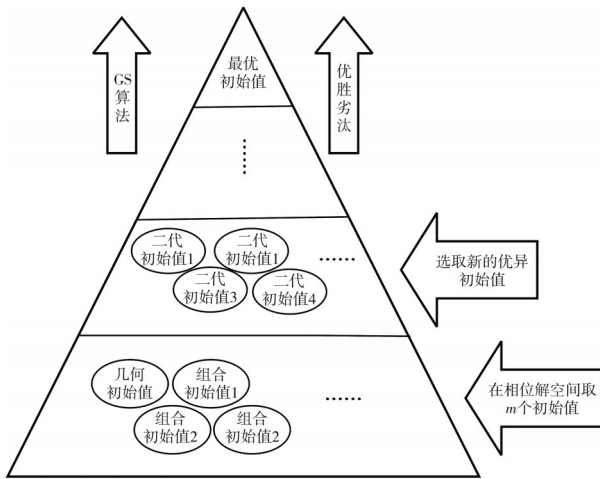 最优
初始值
GS
算
法
优
胜
劣
汰
......
二代
初始值1
二代
初始值1
......
二代
初始值3
二代
初始值4
选取新的优异
初始值
几何
初始值
组合
初始值1
......
组合
初始值2
组合
初始值2
在相位解空间取
m个初始值